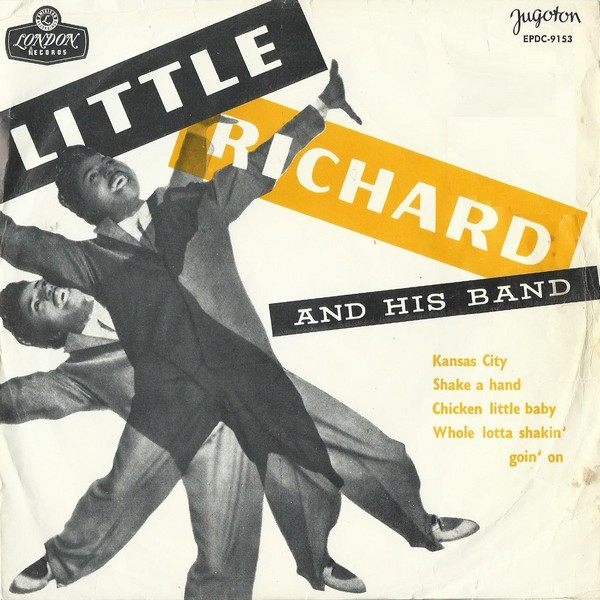 LONDON
RECORDS
Jugoton
EPDC-9153
LITTLE
RICHARD
AND HIS BAND
Kansas City
Shake a hand
Chicken little baby
Whole lotta shakin'
goin' on